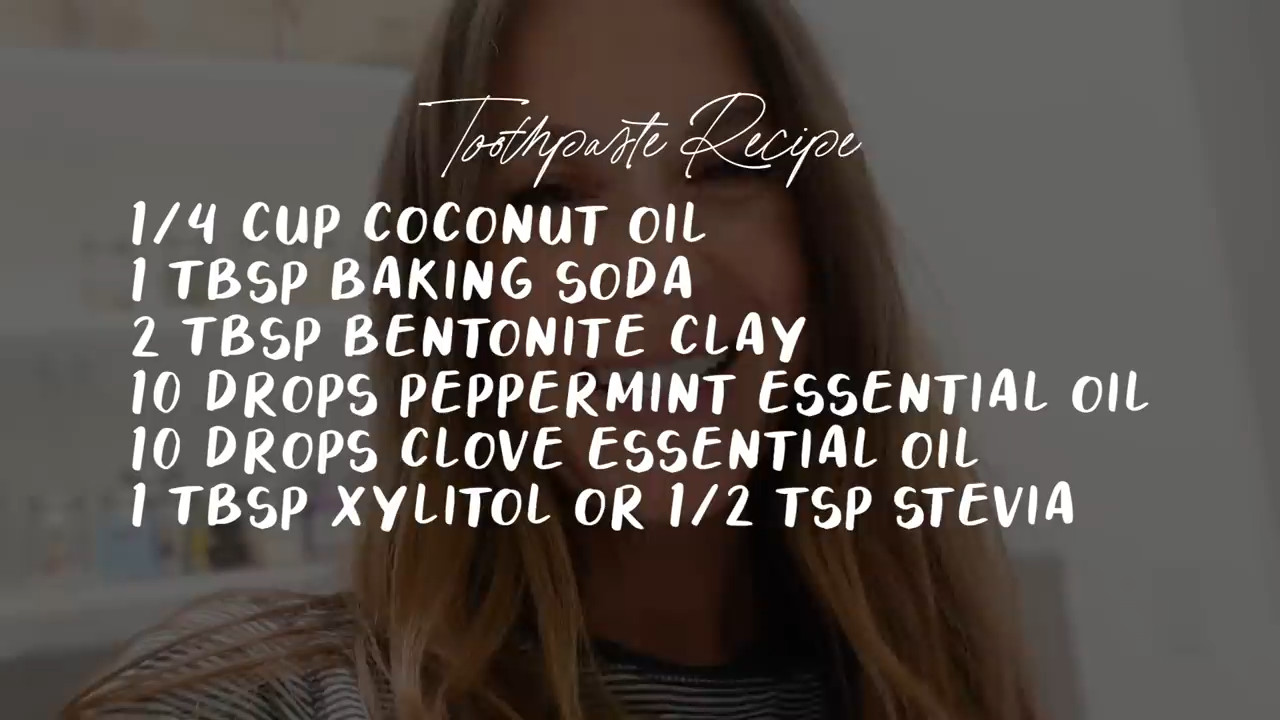 Toothpaste Recipe
1/4 CUP COCONUT OIL
1 TBSP BAKING SODA
2 TBSP BENTONITE CLAY
10 DROPS PEPPERMINT ESSENTIAL OIL
10 DROPS CLOVE ESSENTIAL OIL
1 TBSP XYLITOL OR 1/2 TSP STEVIA